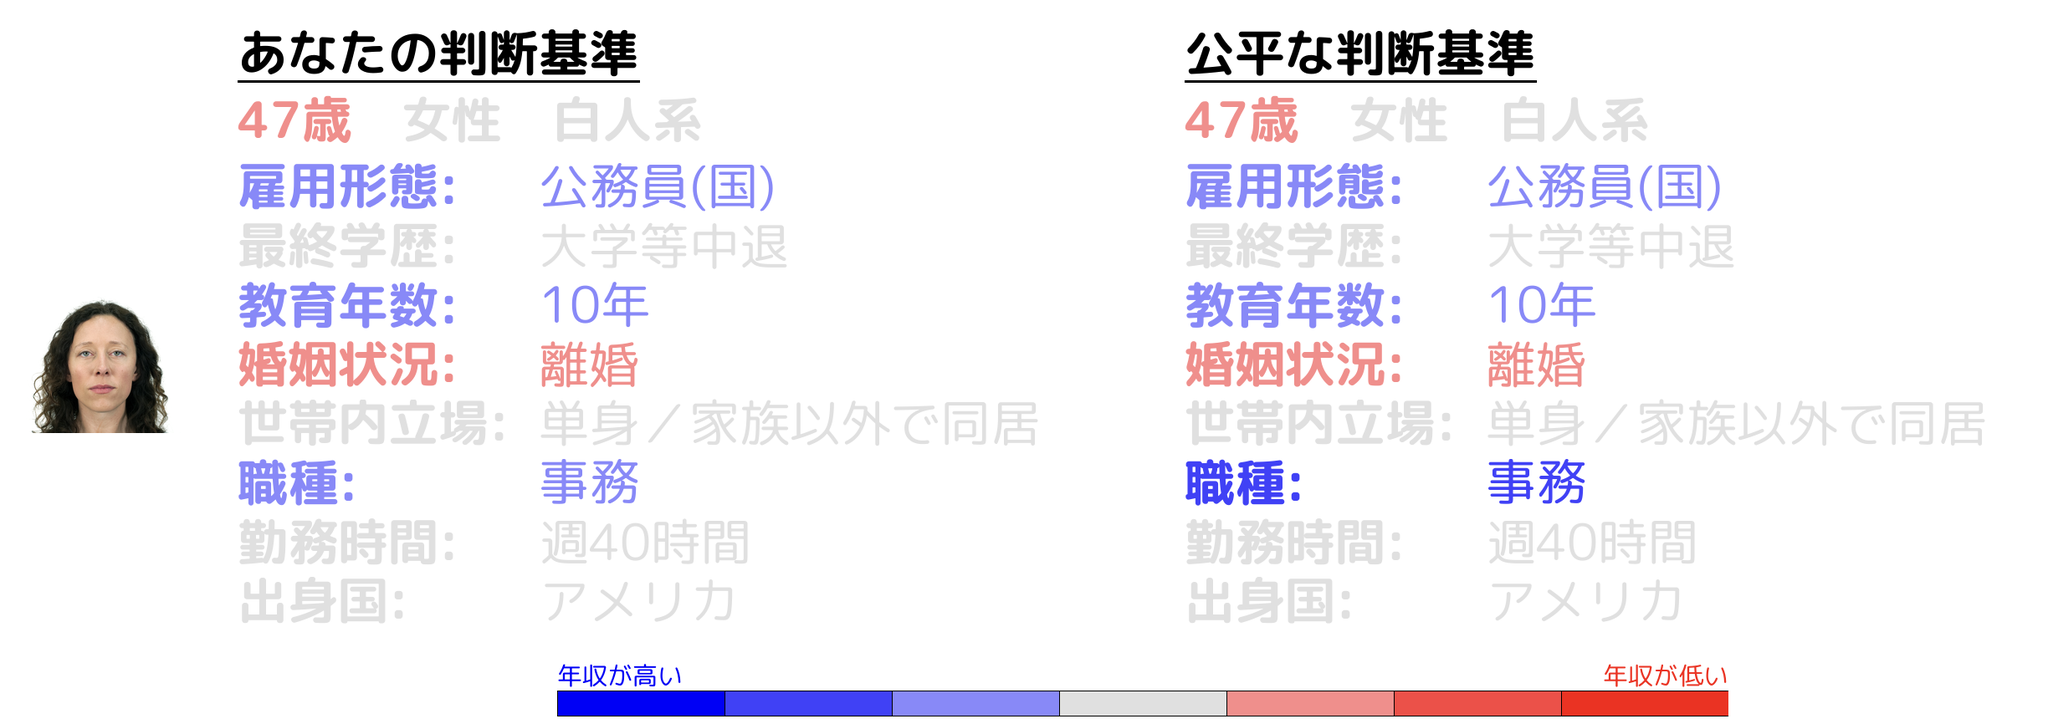 あなたの判断基準
47歳 女性 白人系
雇用形態: 公務員(国)
最終学歴: 大学等中退
教育年数: 10年
婚姻状況: 離婚
世帯内立場: 単身／家族以外で同居
職種: 事務
勤務時間: 週40時間
出身国: アメリカ
公平な判断基準
47歳 女性 白人系
雇用形態: 公務員(国)
最終学歴: 大学等中退
教育年数: 10年
婚姻状況: 離婚
世帯内立場: 単身／家族以外で同居
職種: 事務
勤務時間: 週40時間
出身国: アメリカ
年収が高い
年収が低い